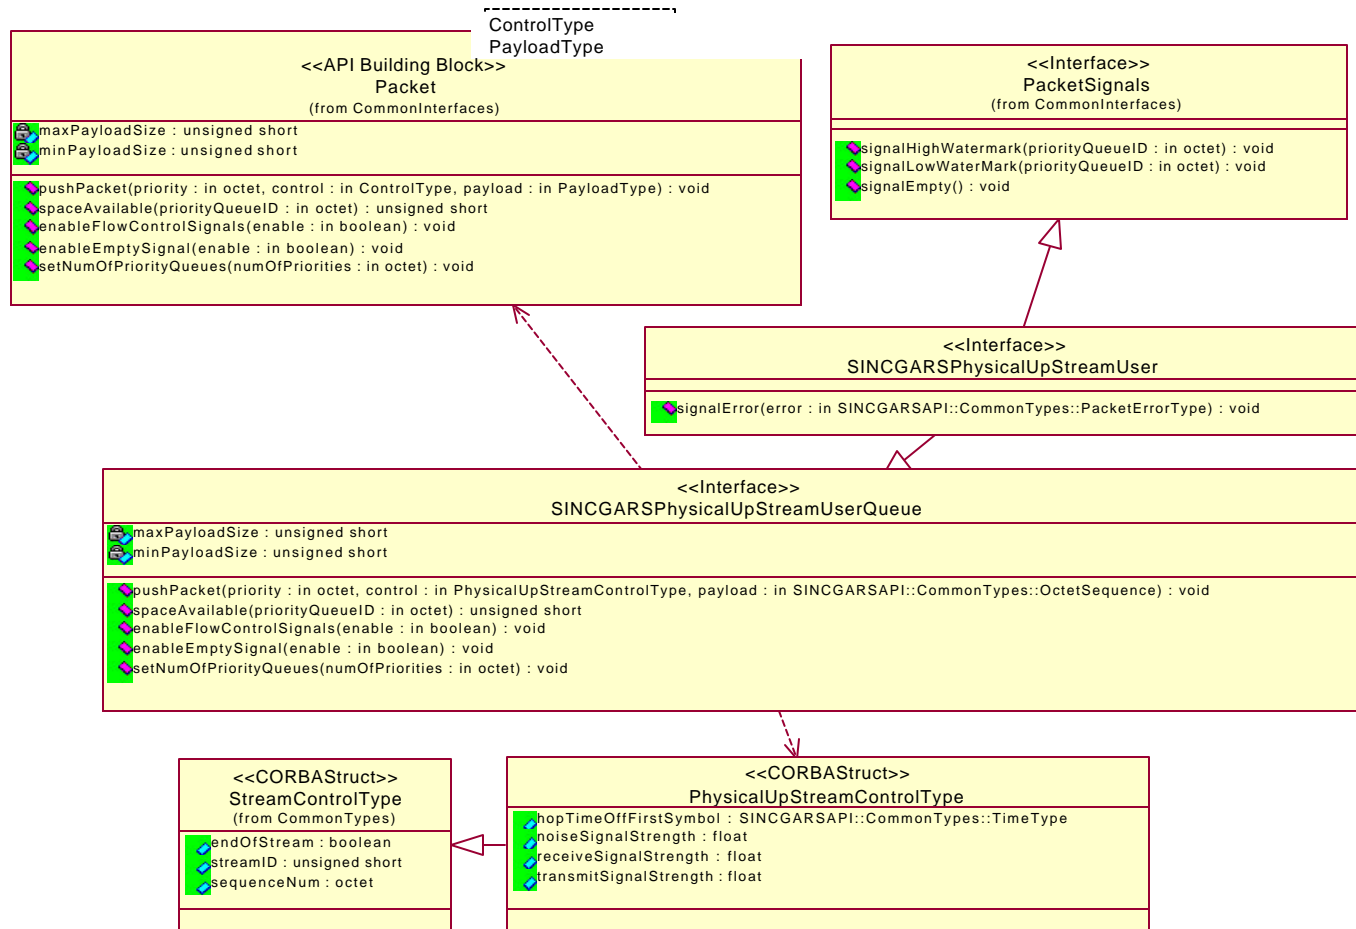 ControlType
PayloadType
<<API Building Block>>
Packet
(from CommonInterfaces)
maxPayloadSize : unsigned short
minPayloadSize : unsigned short
pushPacket(priority : in octet, control : in ControlType, payload : in PayloadType) : void
spaceAvailable(priorityQueueID : in octet) : unsigned short
enableFlowControlSignals(enable : in boolean) : void
enableEmptySignal(enable : in boolean) : void
setNumOfPriorityQueues(numOfPriorities : in octet) : void
<<Interface>>
PacketSignals
(from CommonInterfaces)
signalHighWatermark(priorityQueueID : in octet) : void
signalLowWaterMark(priorityQueueID : in octet) : void
signalEmpty() : void
<<Interface>>
SINCGARSPhysicalUpStreamUser
signalError(error : in SINCGARSAPI::CommonTypes::PacketErrorType) : void
<<Interface>>
SINCGARSPhysicalUpStreamUserQueue
maxPayloadSize : unsigned short
minPayloadSize : unsigned short
pushPacket(priority : in octet, control : in PhysicalUpStreamControlType, payload : in SINCGARSAPI::CommonTypes::OctetSequence) : void
spaceAvailable(priorityQueueID : in octet) : unsigned short
enableFlowControlSignals(enable : in boolean) : void
enableEmptySignal(enable : in boolean) : void
setNumOfPriorityQueues(numOfPriorities : in octet) : void
<<CORBAStruct>>
StreamControlType
(from CommonTypes)
endOfStream : boolean
streamID : unsigned short
sequenceNum : octet
<<CORBAStruct>>
PhysicalUpStreamControlType
hopTimeOffFirstSymbol : SINCGARSAPI::CommonTypes::TimeType
noiseSignalStrength : float
receiveSignalStrength : float
transmitSignalStrength : float